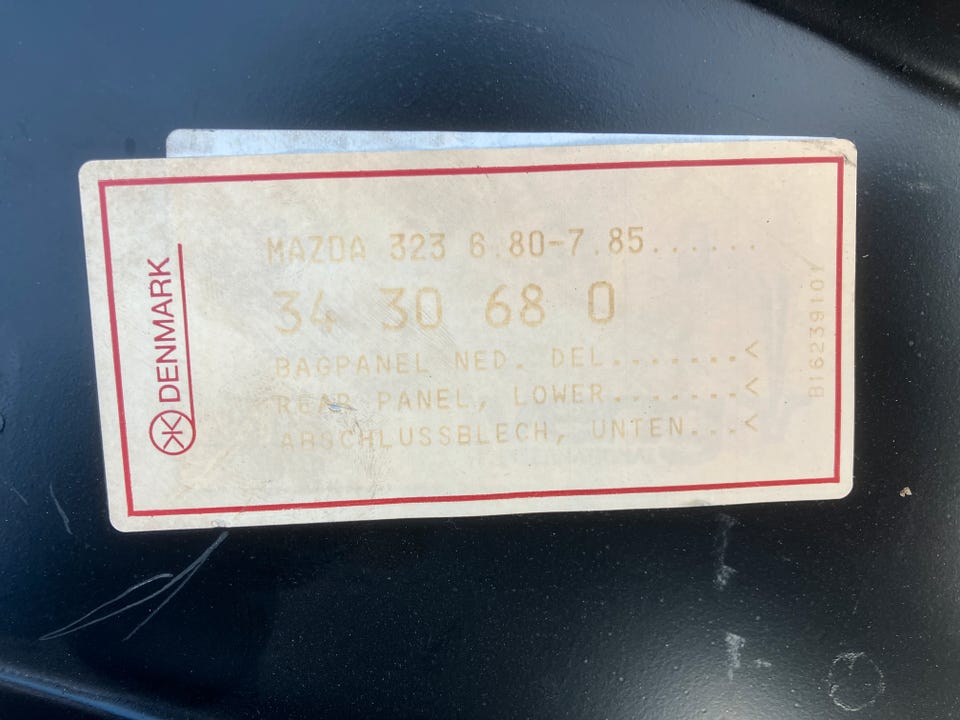 DENMARK
MAZDA 323 6.80-7.85......
34 30 68 0
BAGPANEL NED. DEL.......<
REAR PANEL, LOWER.......<
ABSCHLUSSBLECH, UNTEN...<
B16239101